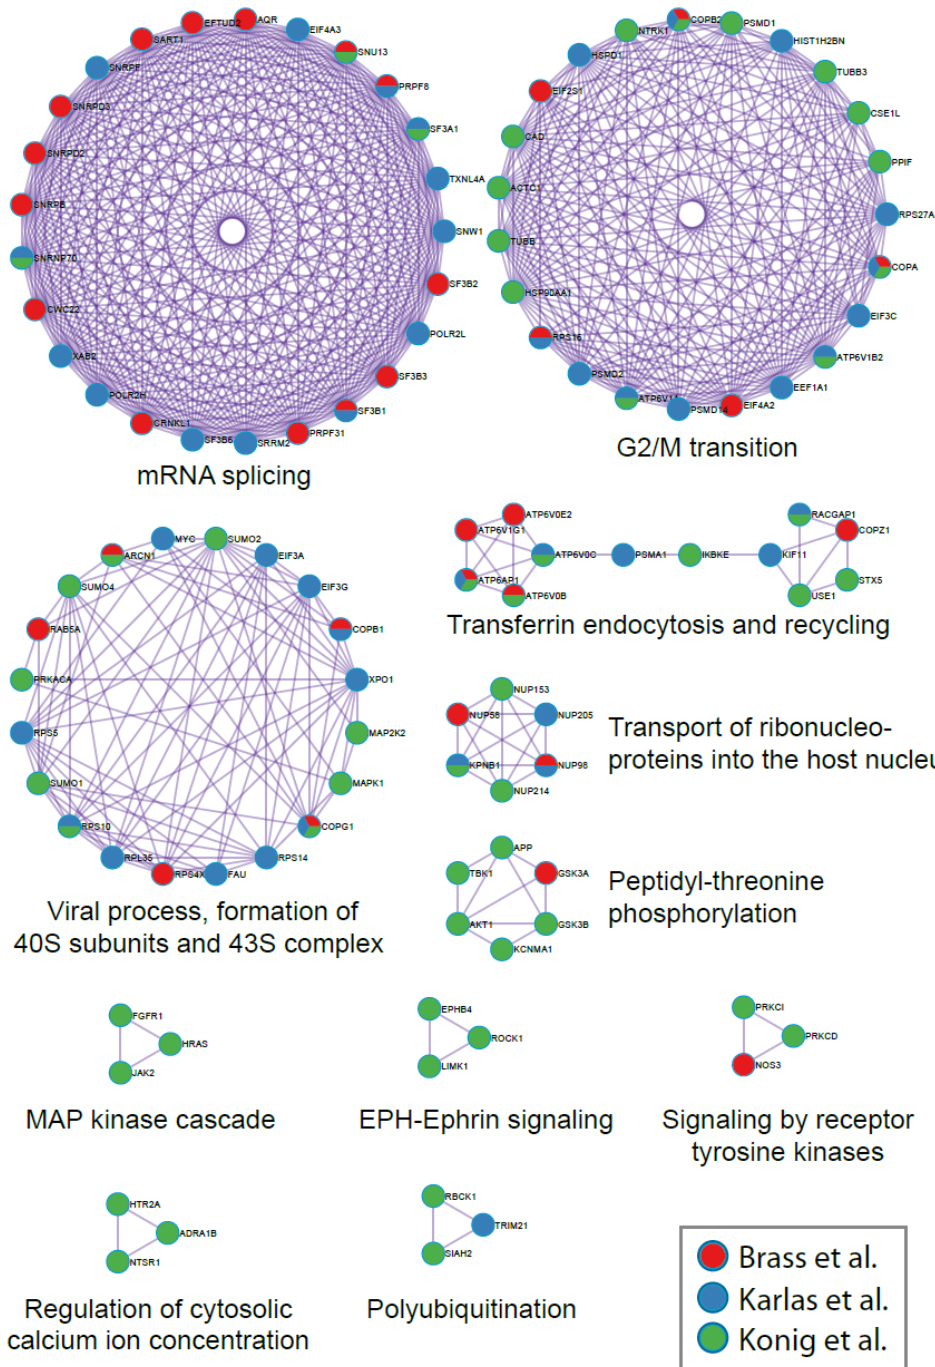 AQR
EFTUD2
EIF4A3
SART1
SNU13
SNRPF
PRPF8
SNRPD3
SF3A1
SNRPD2
TXNL4A
SNRPB
SNW1
SNRNP70
SF3B2
CWC22
POLR2L
XAB2
SF3B3
POLR2H
SF3B1
CRNKL1
PRPF31
SF3B6
SRRM2
mRNA splicing
COPB2
PSMD1
NTRK1
HIST1H2BN
HSPD1
TUBB3
EIF2S1
CSE1L
CAD
PPIF
ACTC1
RPS27A
TUBB
COPA
HSP90AA1
EIF3C
RPS16
ATP6V1B2
PSMD2
EEF1A1
ATP6V1A
PSMD14
EIF4A2
G2/M transition
MYC
SUMO2
ARCN1
EIF3A
SUMO4
EIF3G
RAB5A
COPB1
PRKACA
XPO1
RPS5
MAP2K2
SUMO1
MAPK1
RPS10
COPG1
RPL35
RPS14
RPS4X
FAU
Viral process, formation of
40S subunits and 43S complex
ATP6V0E2
ATP6V1G1
ATP6V0C
PSMA1
IKBKE
KIF11
RACGAP1
COPZ1
ATP6AP1
ATP6V0B
STX5
USE1
Transferrin endocytosis and recycling
NUP153
NUP58
NUP205
KPNB1
NUP98
NUP214
Transport of ribonucleo-
proteins into the host nucleu
APP
TBK1
GSK3A
AKT1
GSK3B
KCNMA1
Peptidyl-threonine
phosphorylation
FGFR1
HRAS
JAK2
MAP kinase cascade
EPHB4
ROCK1
LIMK1
EPH-Ephrin signaling
PRKCI
PRKCD
NOS3
Signaling by receptor
tyrosine kinases
HTR2A
ADRA1B
NTSR1
Regulation of cytosolic
calcium ion concentration
RBCK1
TRIM21
SIAH2
Polyubiquitination
Brass et al.
Karlas et al.
Konig et al.